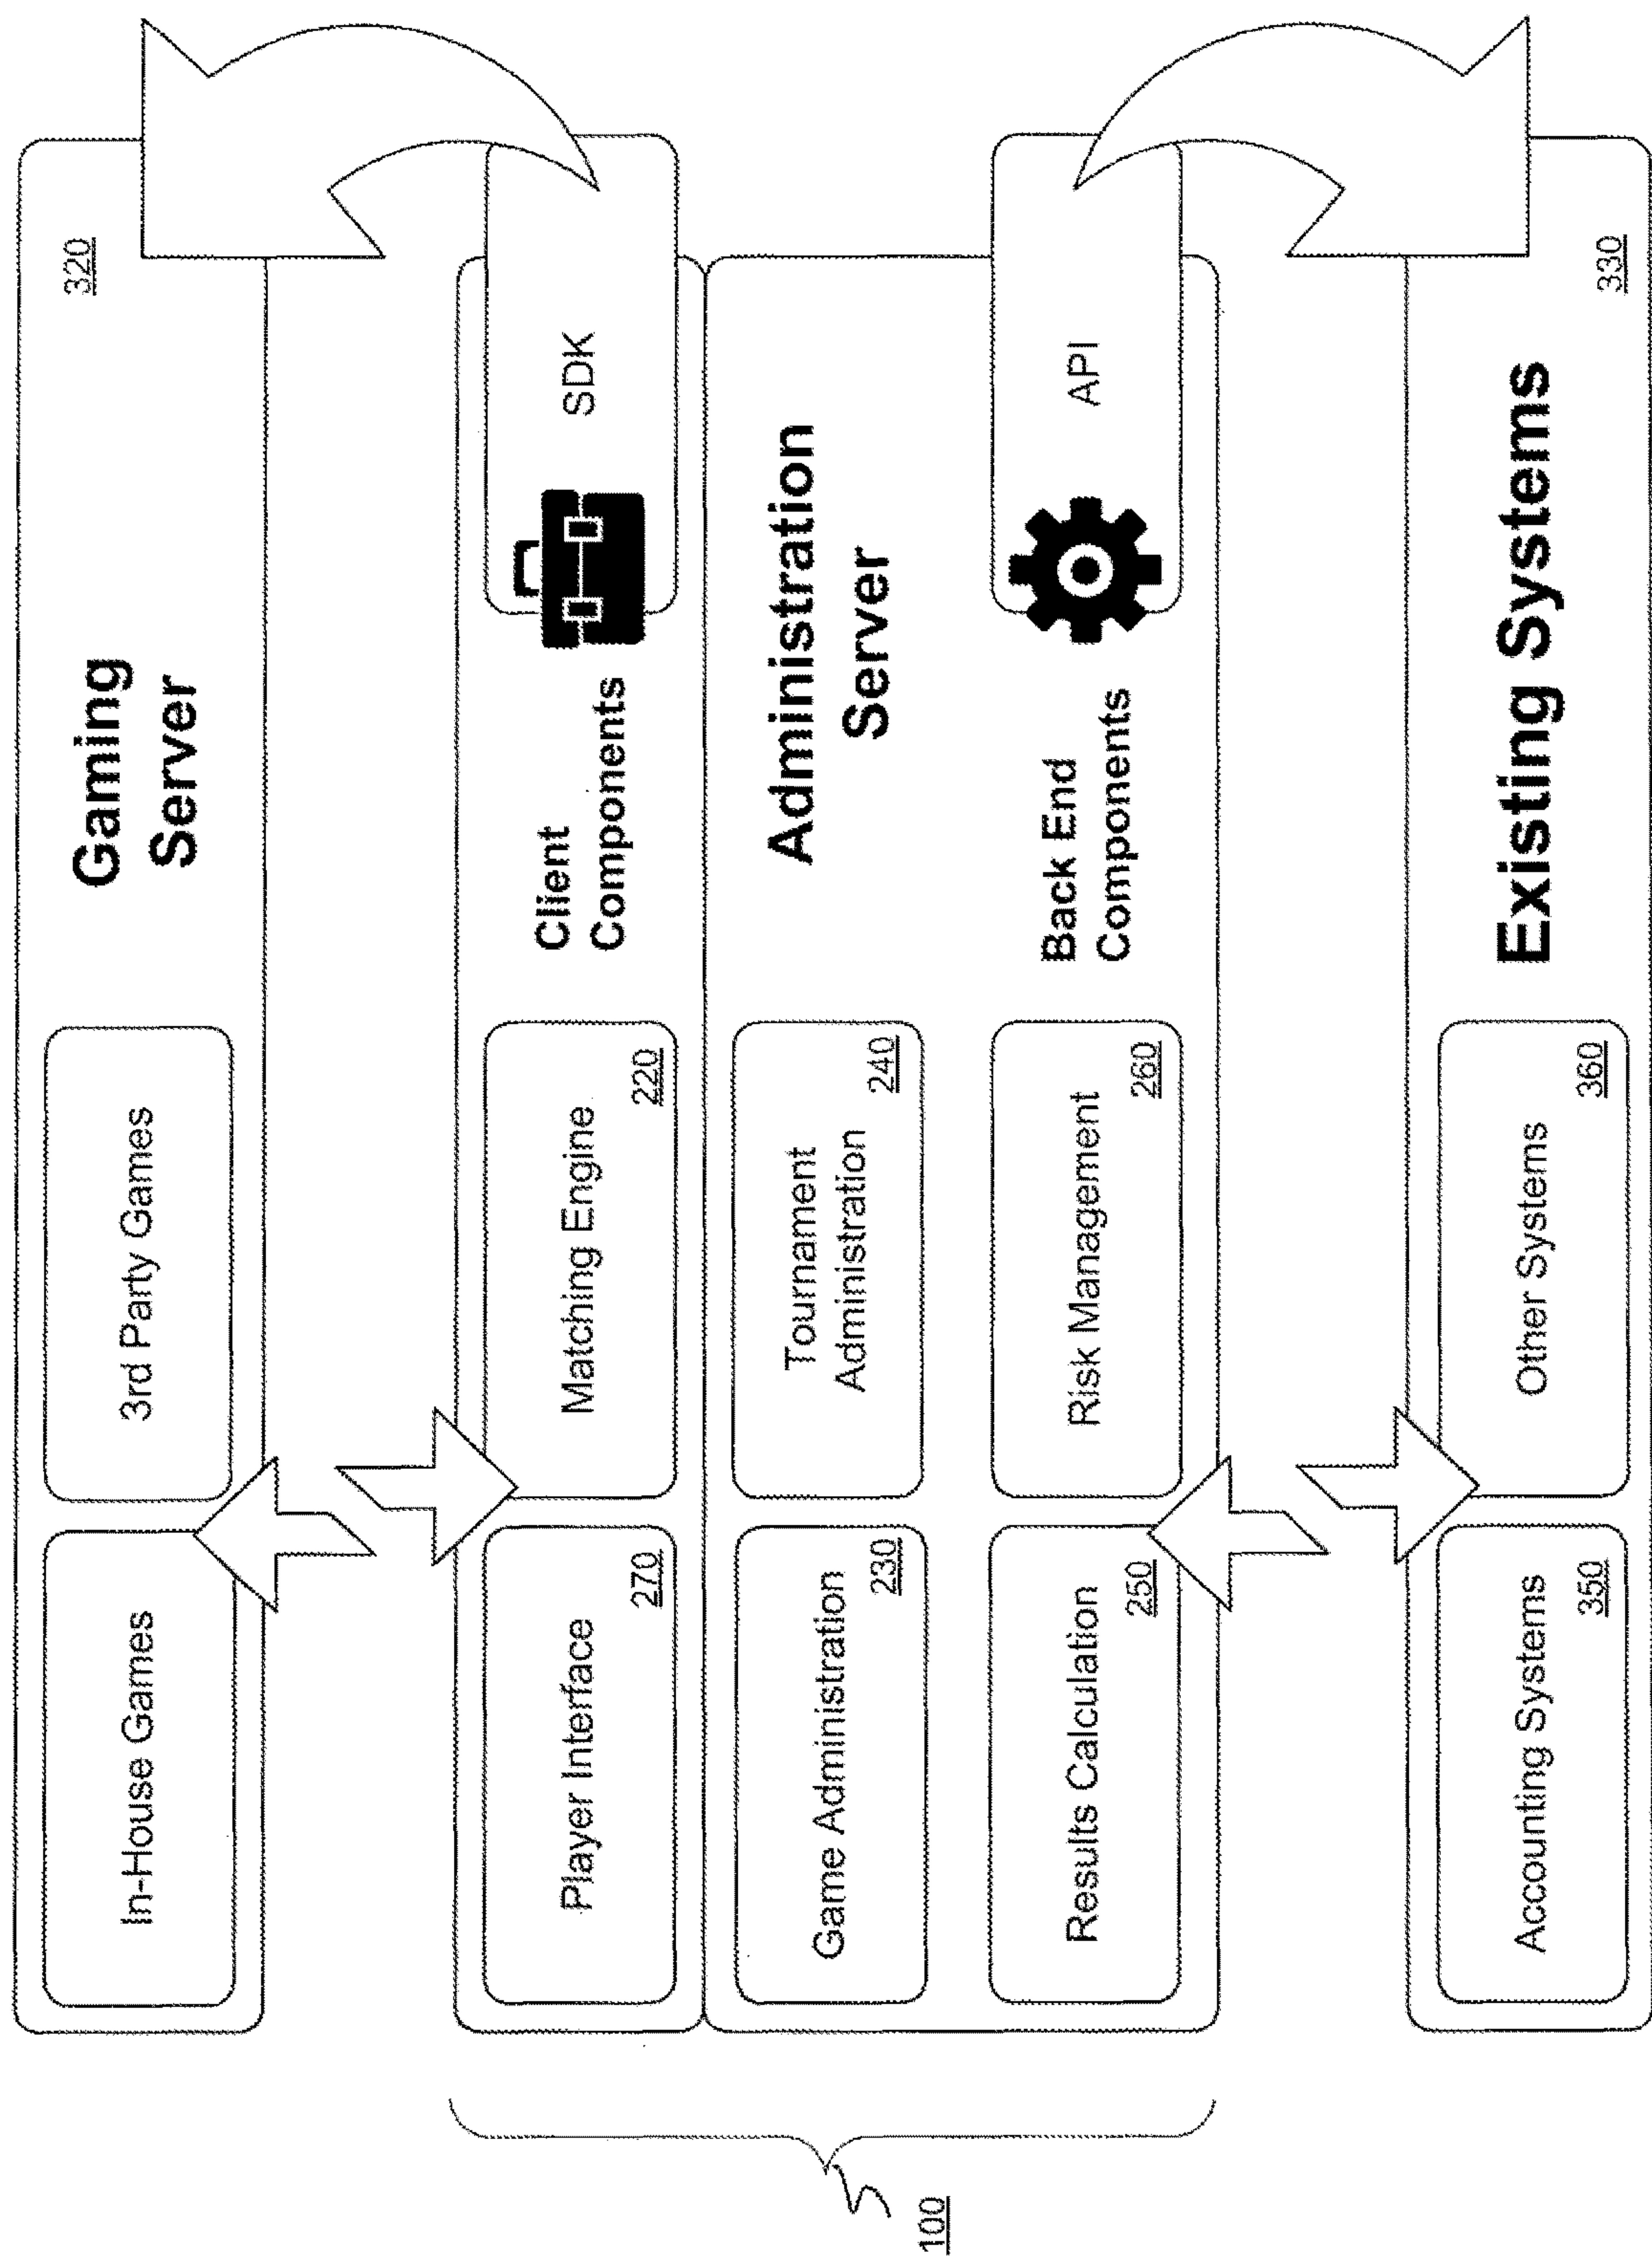 320
In-House Games
3rd Party Games
Gaming
Server
Player Interface
270
Matching Engine
220
Client
Components
SDK
Game Administration
230
Tournament
Administration
240
Administration
Server
Results Calculation
250
Risk Management
260
Back End
Components
API
Accounting Systems
350
Other Systems
360
Existing Systems
330
100